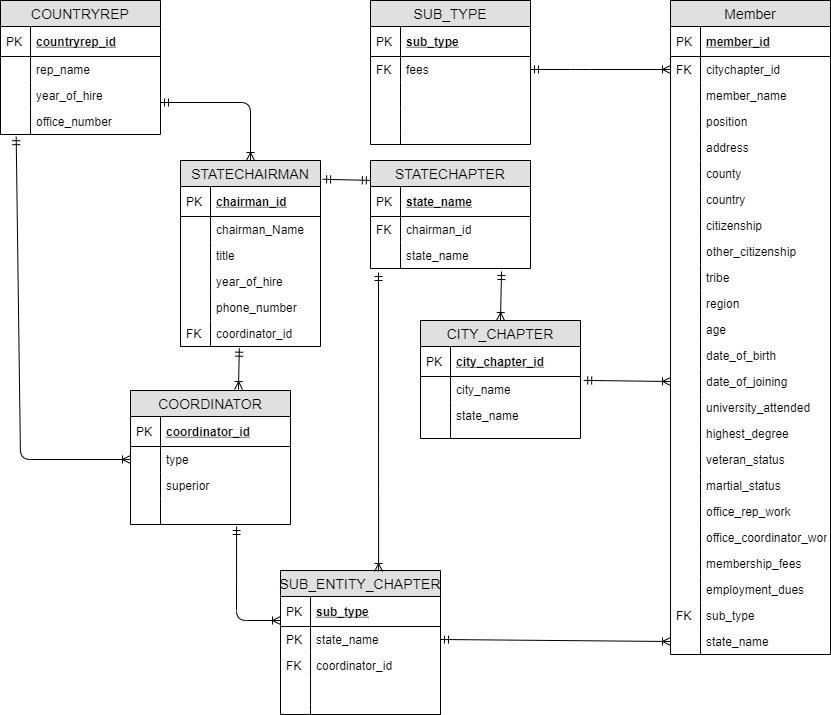 COUNTRYREP
PK countryrep_id
rep_name
year_of_hire
office_number
SUB_TYPE
PK sub_type
FK fees
Member
PK member_id
FK citychapter_id
member_name
position
address
county
country
citizenship
other_citizenship
tribe
region
age
date_of_birth
date_of_joining
university_attended
highest_degree
veteran_status
martial_status
office_rep_work
office_coordinator_wor
membership_fees
employment_dues
FK sub_type
state_name
STATECHAIRMAN
PK chairman_id
chairman_Name
title
year_of_hire
phone_number
FK coordinator_id
STATECHAPTER
PK state_name
FK chairman_id
state_name
CITY_CHAPTER
PK city_chapter_id
city_name
state_name
COORDINATOR
PK coordinator_id
type
superior
SUB_ENTITY_CHAPTER
PK sub_type
PK state_name
FK coordinator_id